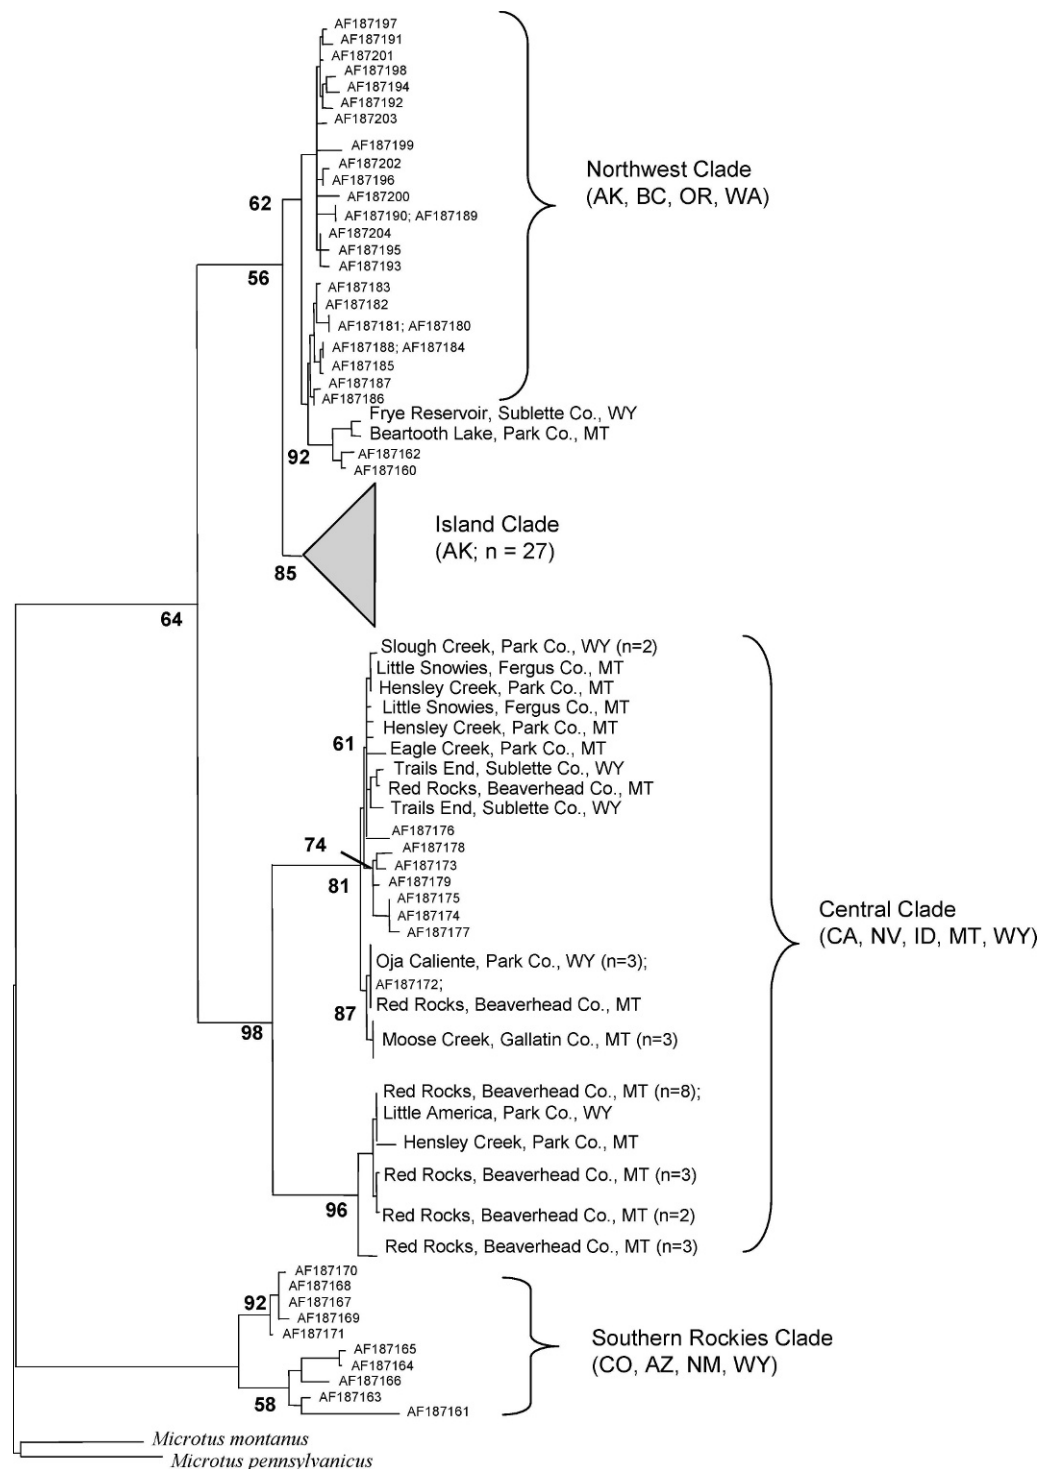 AF187197
AF187191
AF187201
AF187198
AF187194
AF187192
AF187203
AF187199
AF187202
AF187196
AF187200
AF187190; AF187189
AF187204
AF187195
AF187193
Northwest Clade
(AK, BC, OR, WA)
62
56
AF187183
AF187182
AF187181; AF187180
AF187188; AF187184
AF187185
AF187187
AF187186
Frye Reservoir, Sublette Co., WY
Beartooth Lake, Park Co., MT
92
AF187162
AF187160
Island Clade
(AK; n = 27)
85
64
Slough Creek, Park Co., WY (n=2)
Little Snowies, Fergus Co., MT
Hensley Creek, Park Co., MT
Little Snowies, Fergus Co., MT
Hensley Creek, Park Co., MT
61
Eagle Creek, Park Co., MT
Trails End, Sublette Co., WY
Red Rocks, Beaverhead Co., MT
Trails End, Sublette Co., WY
AF187176
74
AF187178
AF187173
81
AF187179
AF187175
AF187174
AF187177
Central Clade
(CA, NV, ID, MT, WY)
Oja Caliente, Park Co., WY (n=3);
AF187172;
Red Rocks, Beaverhead Co., MT
87
98
Moose Creek, Gallatin Co., MT (n=3)
Red Rocks, Beaverhead Co., MT (n=8);
Little America, Park Co., WY
Hensley Creek, Park Co., MT
Red Rocks, Beaverhead Co., MT (n=3)
96
Red Rocks, Beaverhead Co., MT (n=2)
Red Rocks, Beaverhead Co., MT (n=3)
AF187170
AF187168
92
AF187167
AF187169
AF187171
AF187165
AF187164
AF187166
58
AF187163
AF187161
Southern Rockies Clade
(CO, AZ, NM, WY)
Microtus montanus
Microtus pennsylvanicus